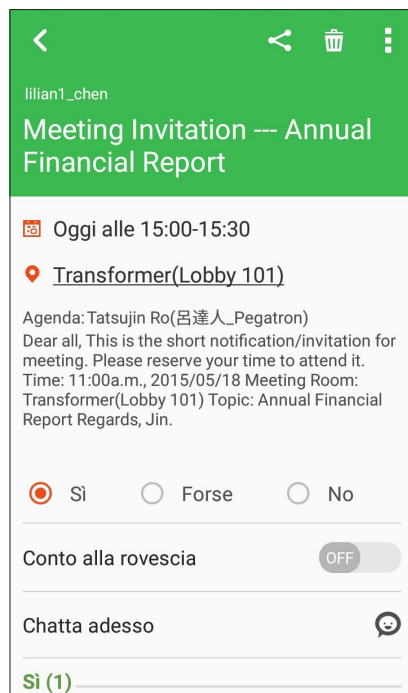 lilian1_chen
Meeting Invitation --- Annual
Financial Report
Oggi alle 15:00-15:30
Transformer(Lobby 101)
Agenda: Tatsujin Ro(呂達人_Pegatron)
Dear all, This is the short notification/invitation for
meeting. Please reserve your time to attend it.
Time: 11:00a.m., 2015/05/18 Meeting Room:
Transformer(Lobby 101) Topic: Annual Financial
Report Regards, Jin.
Sì Forse No
Conto alla rovescia OFF
Chatta adesso
Sì (1)